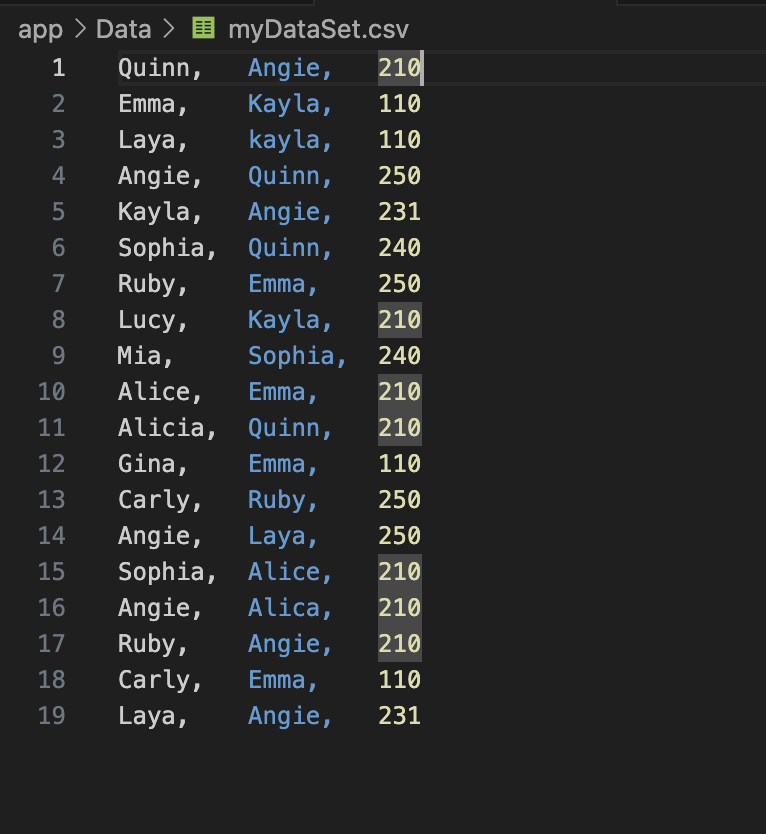 app > Data > myDataSet.csv
1 Quinn, Angie, 210
2 Emma, Kayla, 110
3 Laya, kayla, 110
4 Angie, Quinn, 250
5 Kayla, Angie, 231
6 Sophia, Quinn, 240
7 Ruby, Emma, 250
8 Lucy, Kayla, 210
9 Mia, Sophia, 240
10 Alice, Emma, 210
11 Alicia, Quinn, 210
12 Gina, Emma, 110
13 Carly, Ruby, 250
14 Angie, Laya, 250
15 Sophia, Alice, 210
16 Angie, Alica, 210
17 Ruby, Angie, 210
18 Carly, Emma, 110
19 Laya, Angie, 231